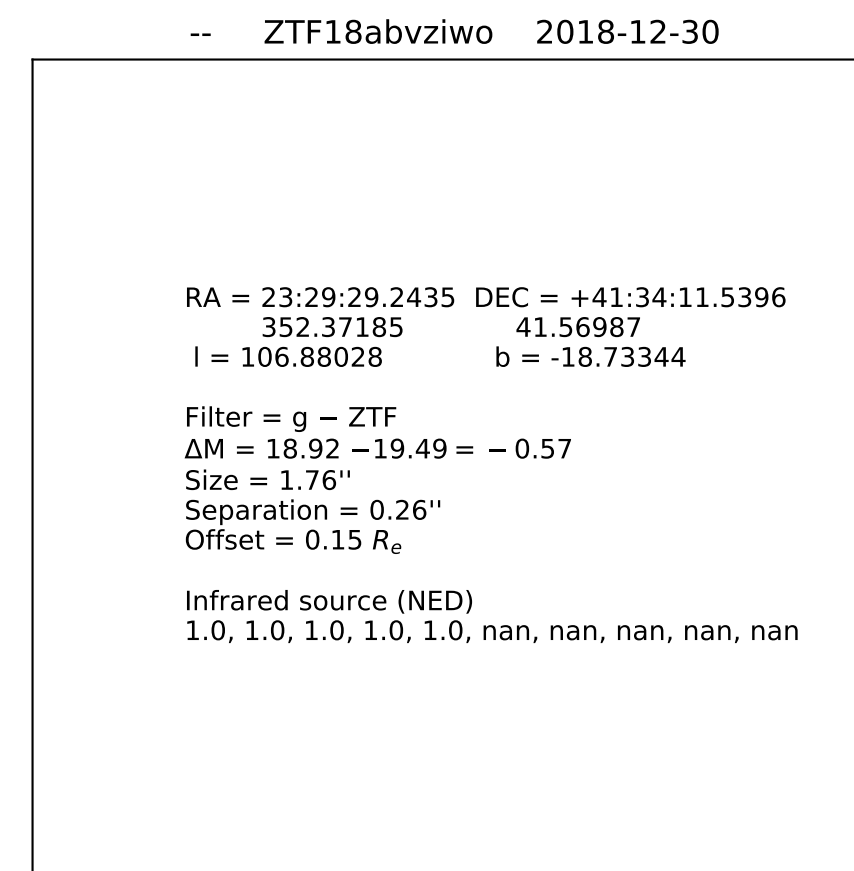 -- ZTF18abvziwo 2018-12-30
RA = 23:29:29.2435 DEC = +41:34:11.5396
352.37185 41.56987
l = 106.88028 b = -18.73344
Filter = g − ZTF
ΔM = 18.92 −19.49 = − 0.57
Size = 1.76''
Separation = 0.26''
Offset = 0.15 Re
Infrared source (NED)
1.0, 1.0, 1.0, 1.0, 1.0, nan, nan, nan, nan, nan